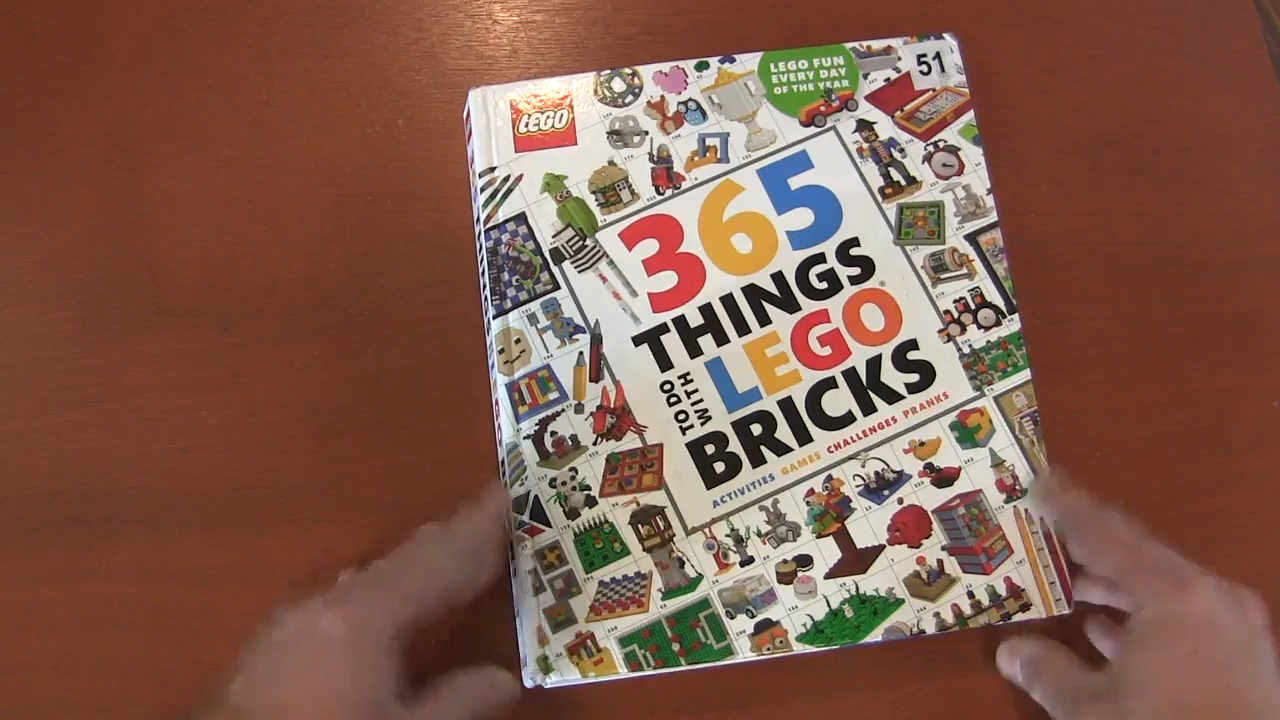 LEGO
LEGO FUN
EVERY DAY
OF THE YEAR
51
365
THINGS
TO DO
WITH
LEGO®
BRICKS
ACTIVITIES GAMES CHALLENGES PRANKS